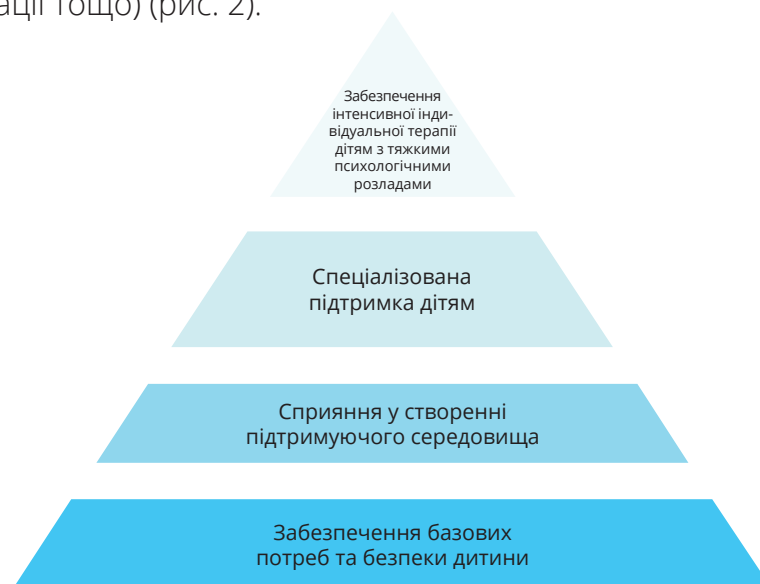 ації тощо) (рис. 2).
Забезпечення
інтенсивної інди-
відуальної терапії
дітям з тяжкими
психологічними
розладами
Спеціалізована
підтримка дітям
Сприяння у створенні
підтримуючого середовища
Забезпечення базових
потреб та безпеки дитини